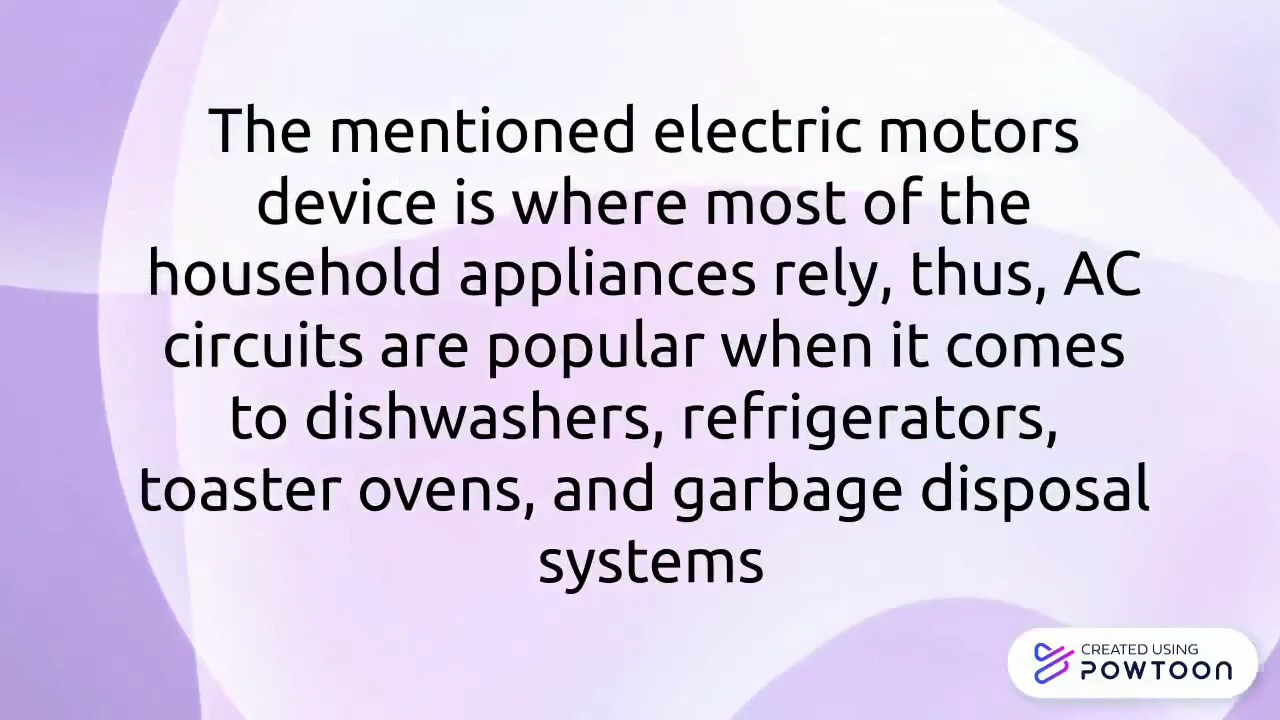 The mentioned electric motors
device is where most of the
household appliances rely, thus, AC
circuits are popular when it comes
to dishwashers, refrigerators,
toaster ovens, and garbage disposal
systems
CREATED USING
POWTOON